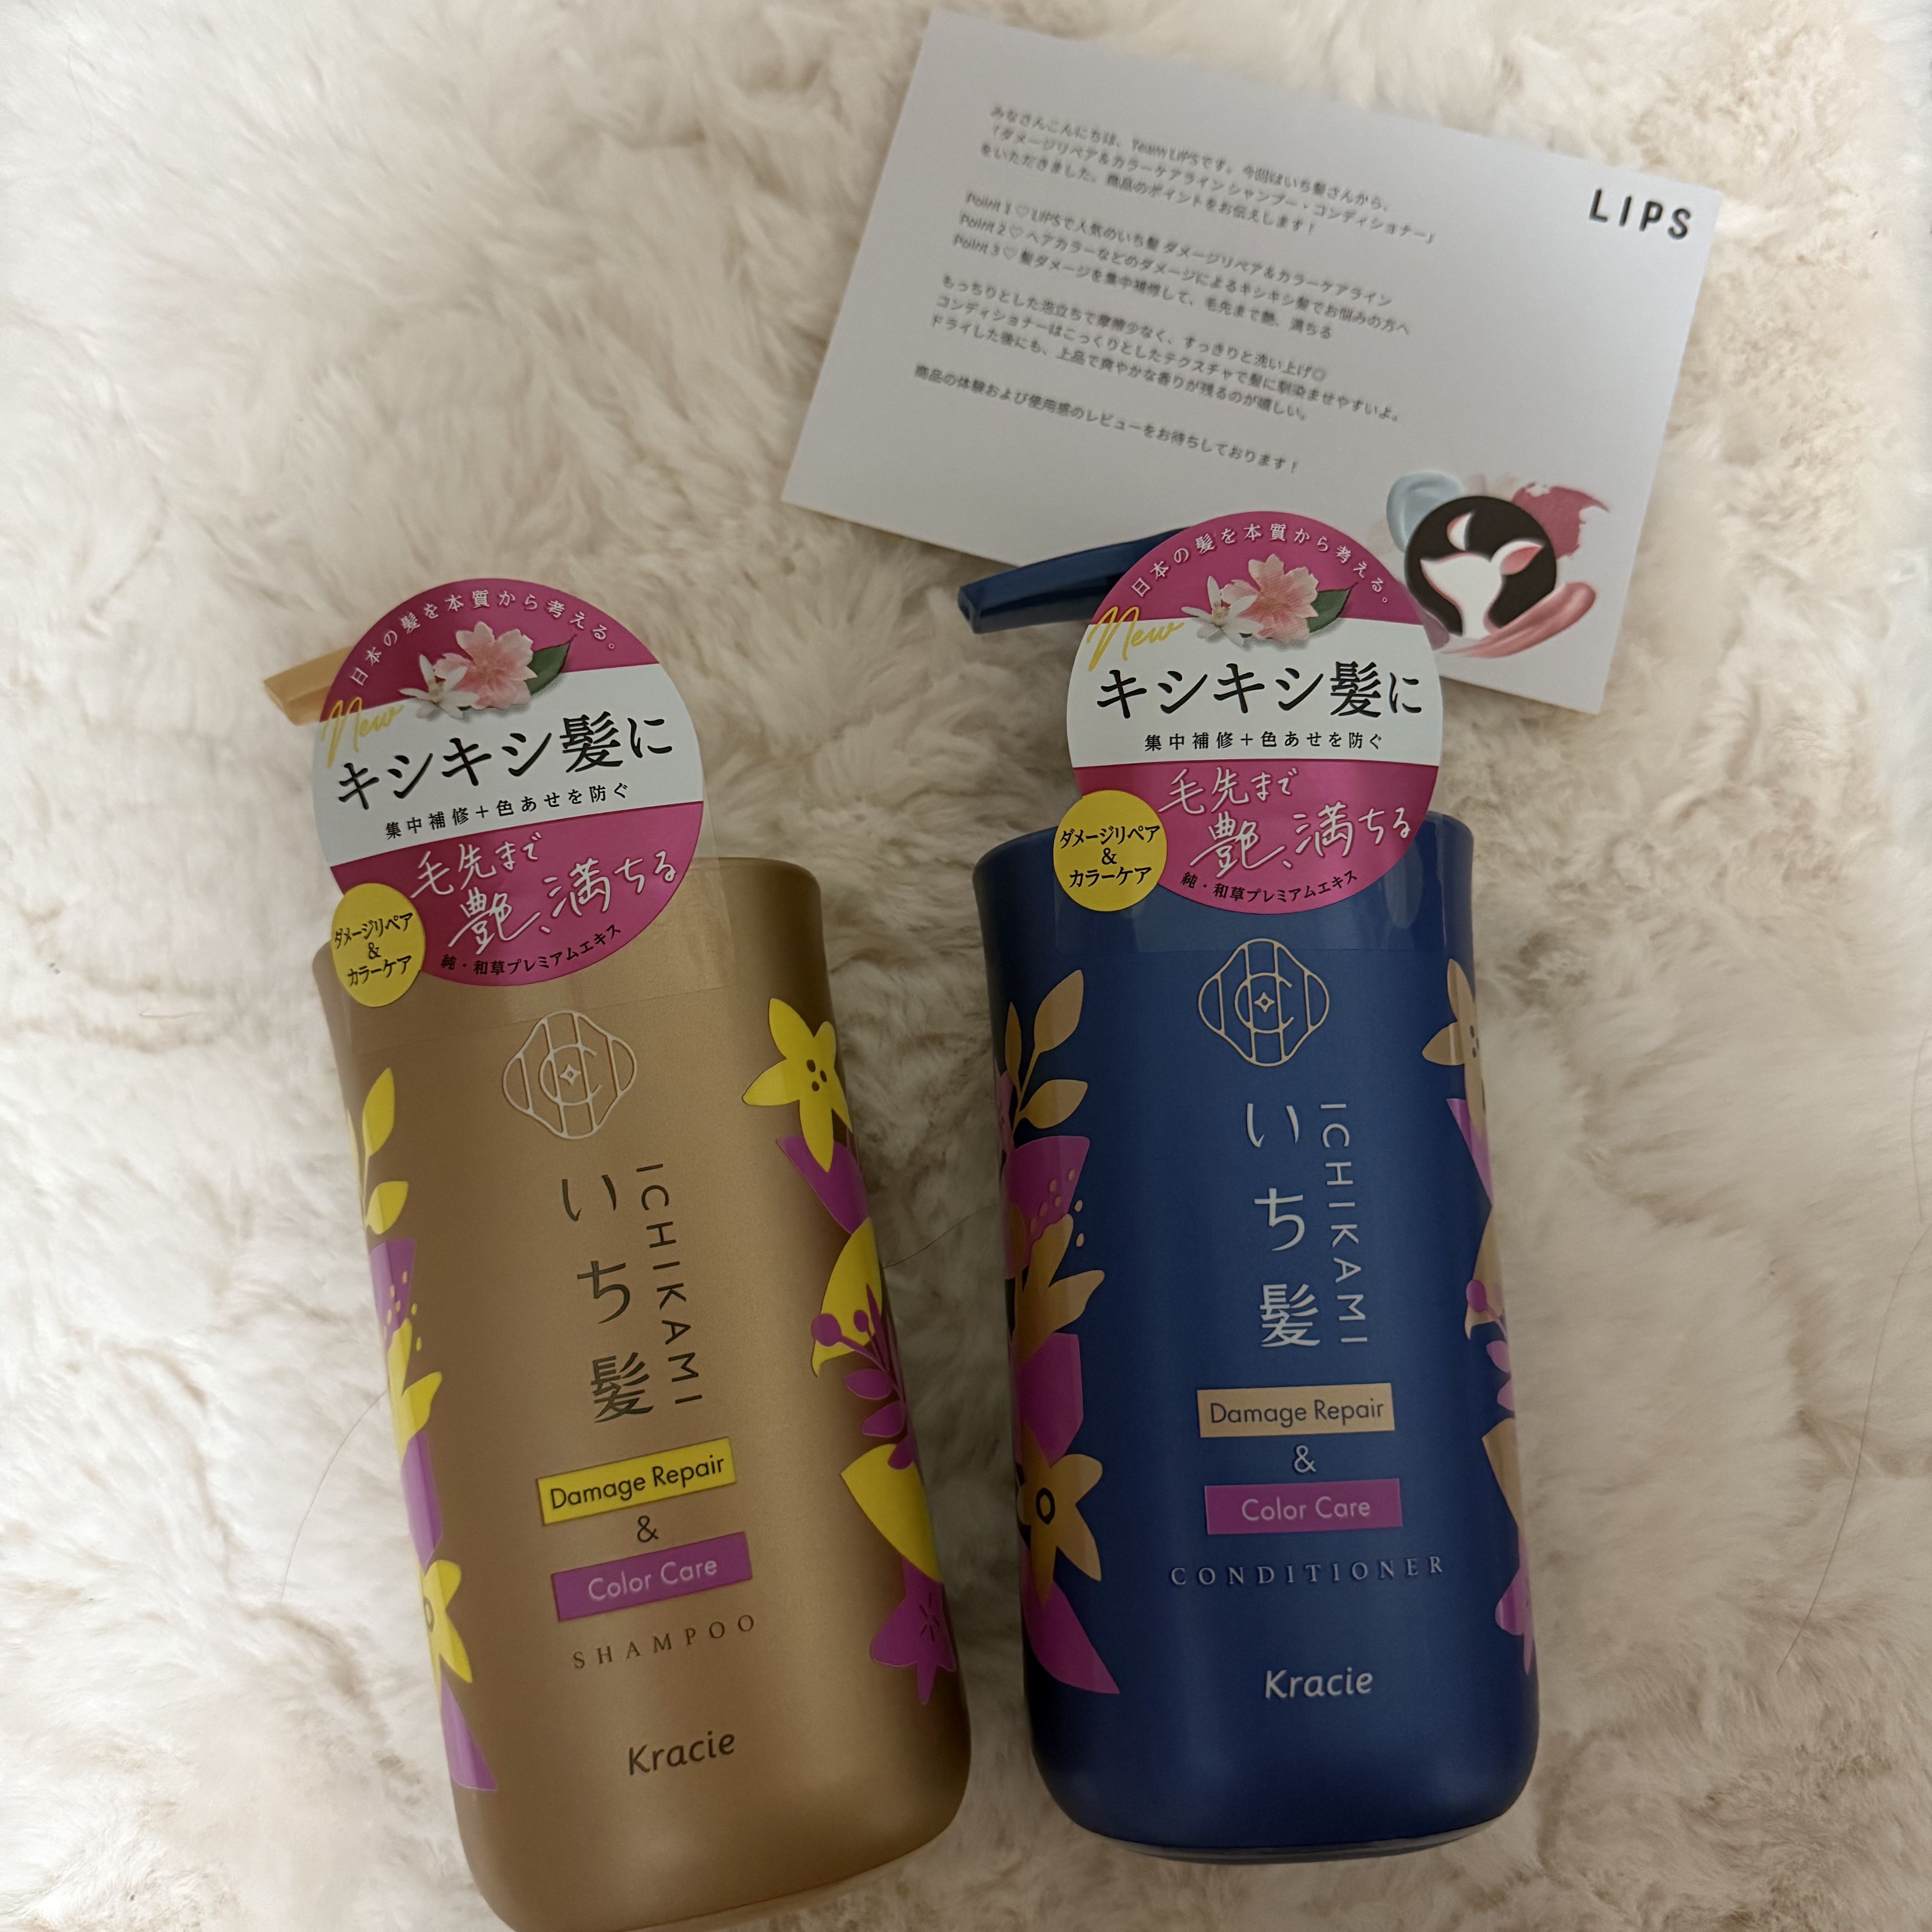 LIPS
みなさんこんにちは、Team LIPSです。今回はいち髪さんから、
「ダメージリペア&カラーケアライン シャンプー・コンディショナー」
をいただきました。商品のポイントをお伝えします！
Point 1 ♡ LIPSで人気のいち髪 ダメージリペア&カラーケアライン
Point 2 ♡ ヘアカラーなどのダメージによるキシキシ髪でお悩みの方へ
Point 3 ♡ 髪ダメージを集中補修して、毛先まで艶、満ちる
もっちりとした泡立ちで摩擦少なく、すっきりと洗い上げ◎
コンディショナーはこっくりとしたテクスチャで髪に馴染ませやすいよ。
ドライした後にも、上品で爽やかな香りが残るのが嬉しい。
商品の体験および使用感のレビューをお待ちしております！
日本の髪を本質から考える。
New
キシキシ髪に
集中補修+色あせを防ぐ
毛先まで
艶、満ちる
純・和草プレミアムエキス
ダメージリペア
&
カラーケア
いち髪
ICHIKAMI
Damage Repair
&
Color Care
SHAMPOO
Kracie
日本の髪を本質から考える。
New
キシキシ髪に
集中補修+色あせを防ぐ
毛先まで
艶、満ちる
純・和草プレミアムエキス
ダメージリペア
&
カラーケア
いち髪
ICHIKAMI
Damage Repair
&
Color Care
CONDITIONER
Kracie